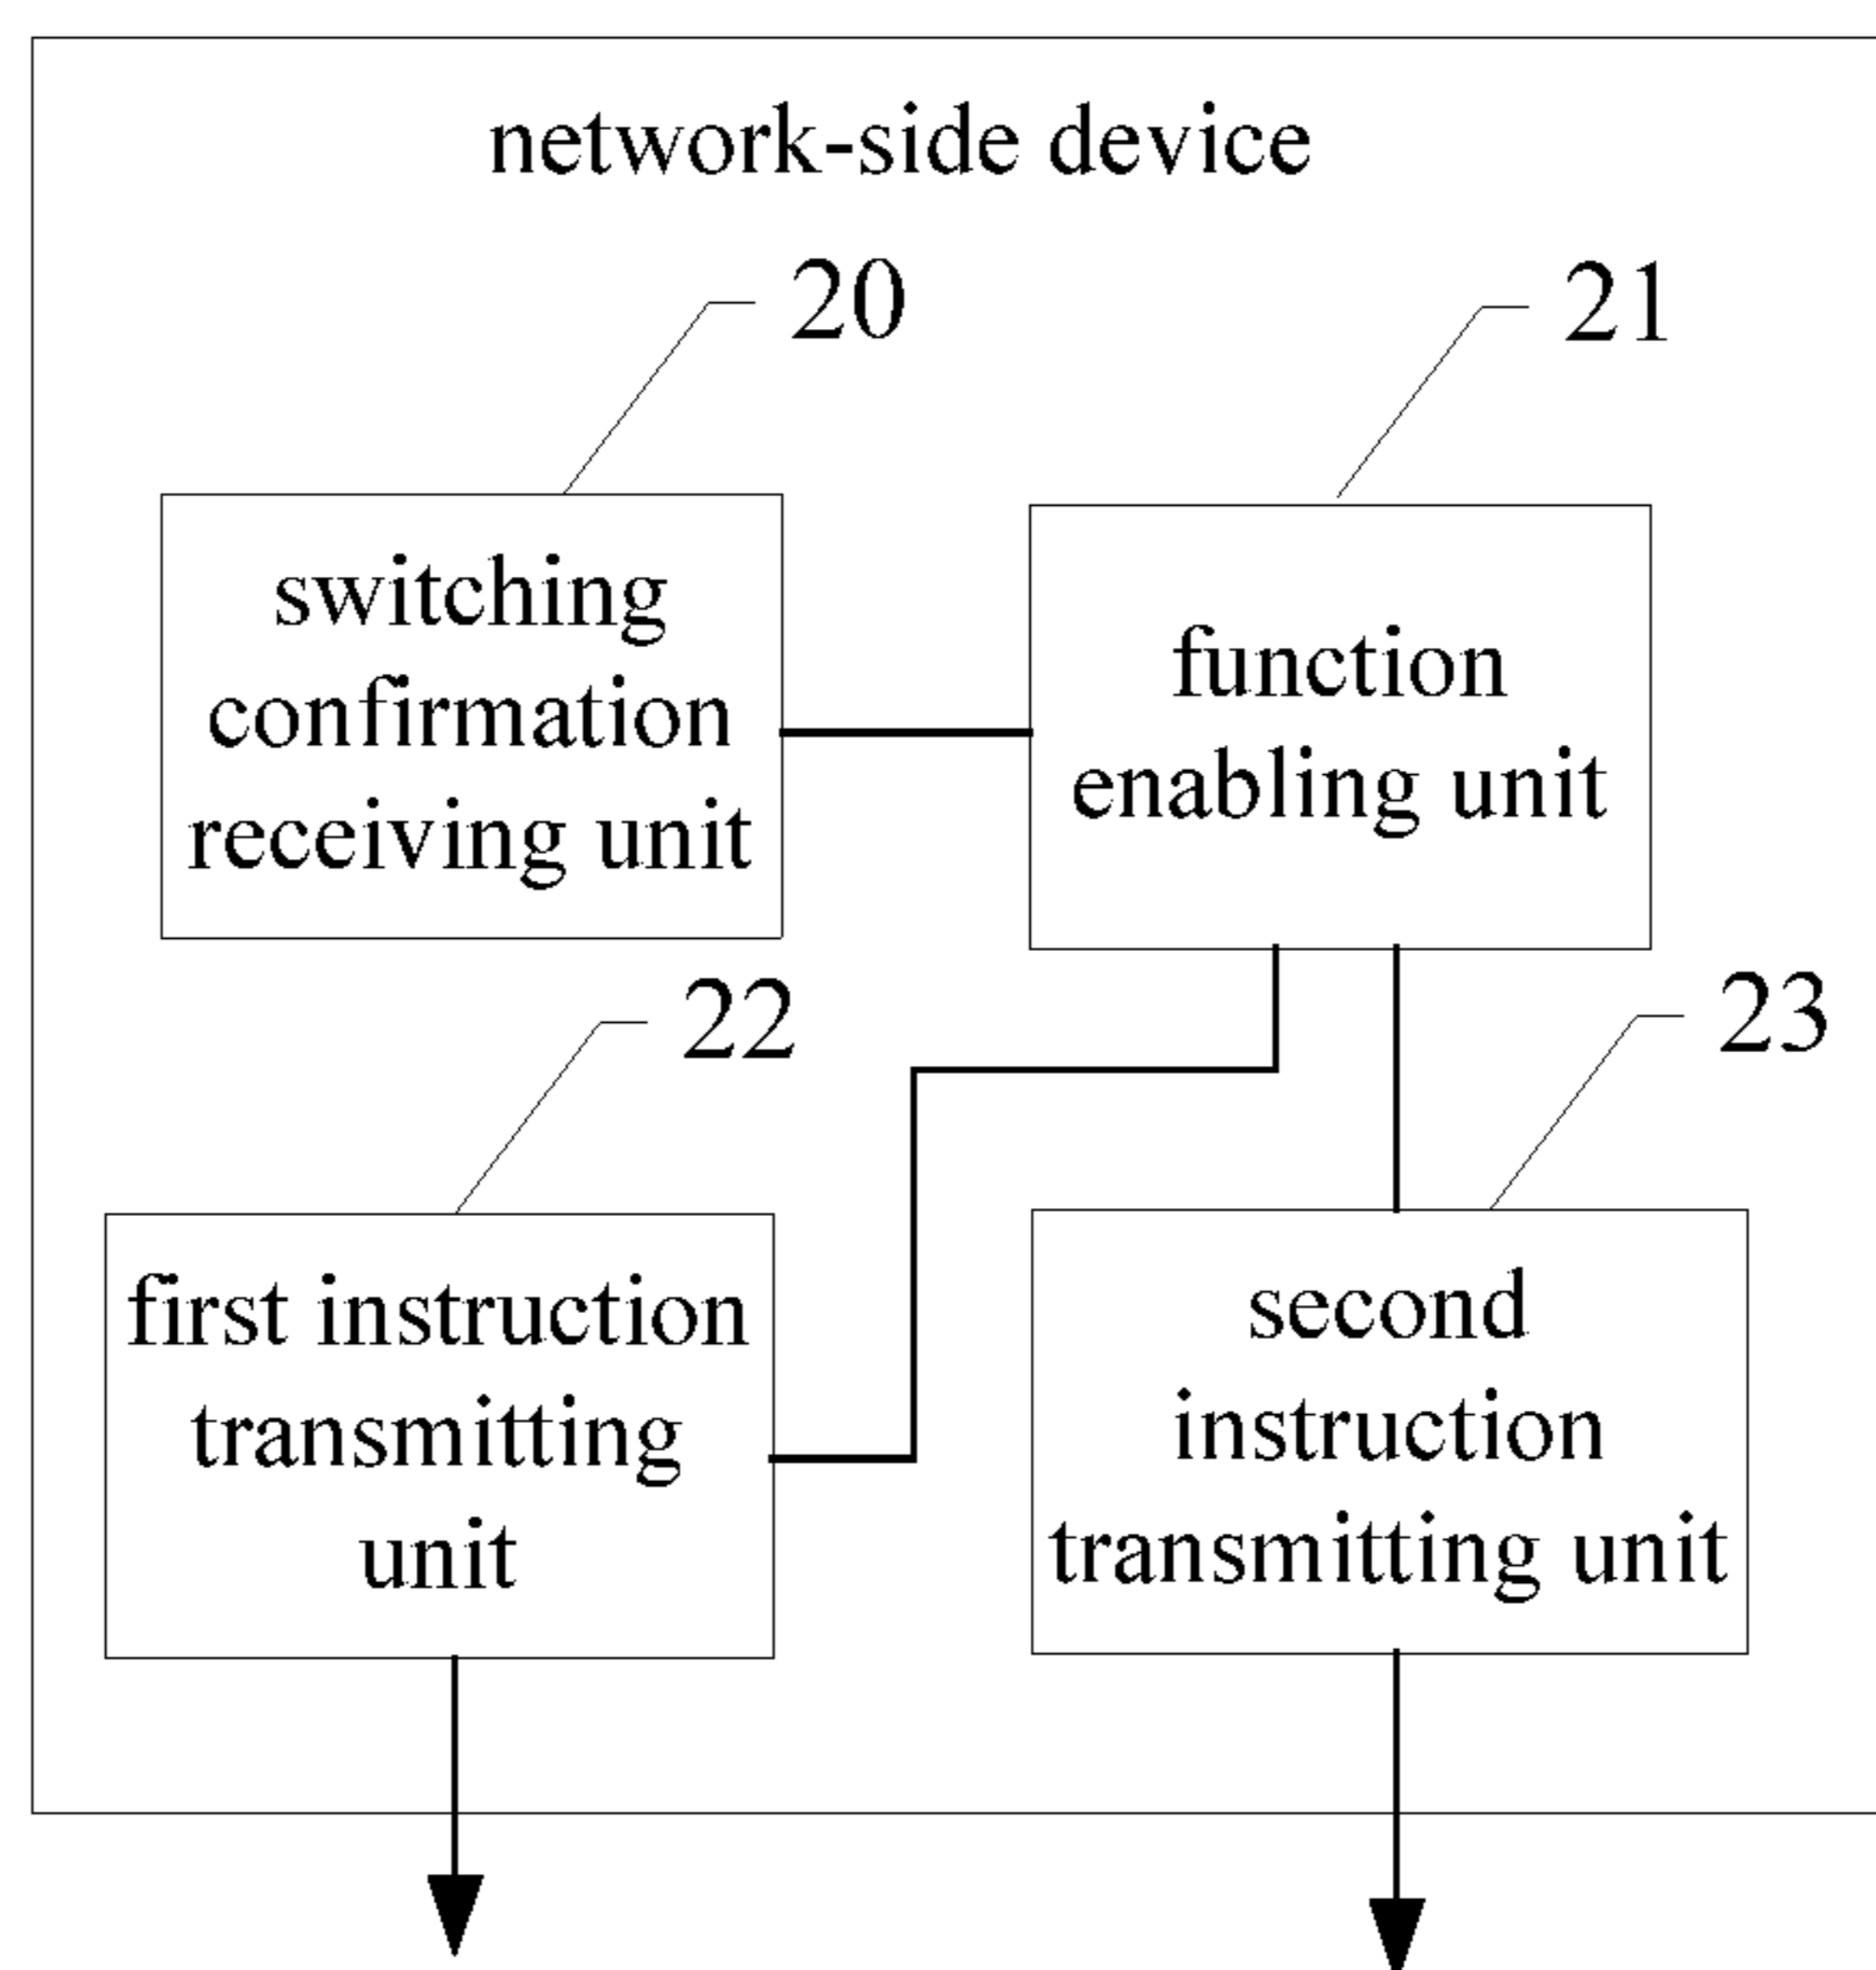 network-side device
20
21
switching
confirmation
receiving unit
function
enabling unit
22
23
first instruction
transmitting
unit
second
instruction
transmitting unit